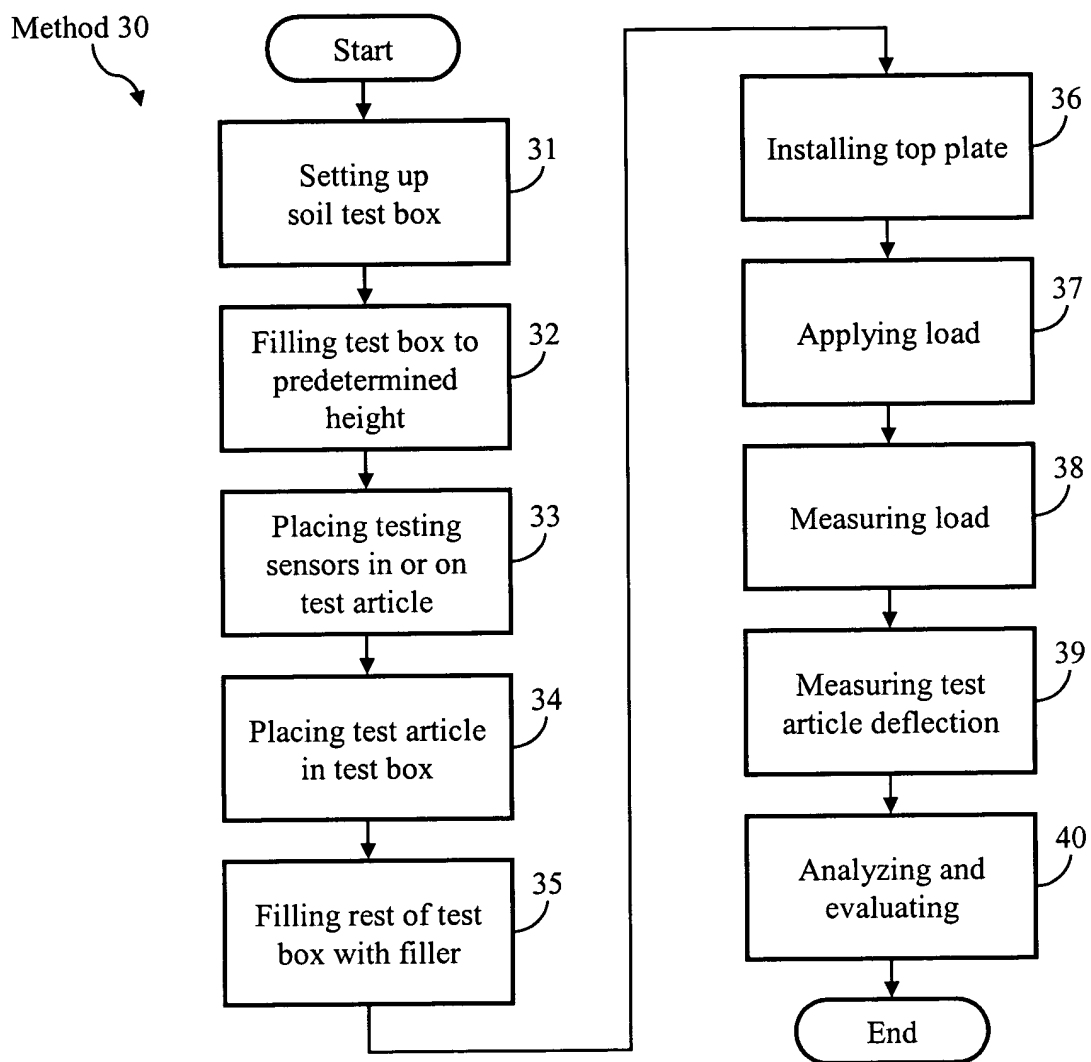 Method 30
Start
31
Setting up
soil test box
32
Filling test box to
predetermined
height
33
Placing testing
sensors in or on
test article
34
Placing test article
in test box
35
Filling rest of test
box with filler
36
Installing top plate
37
Applying load
38
Measuring load
39
Measuring test
article deflection
40
Analyzing and
evaluating
End